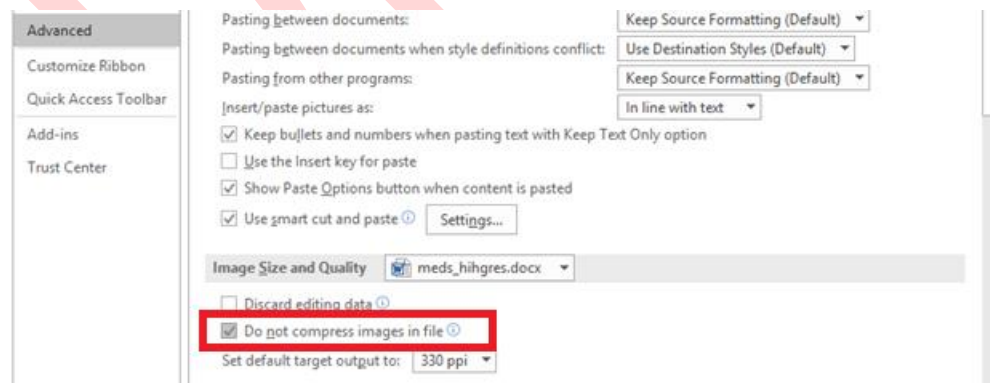 Advanced
Customize Ribbon
Quick Access Toolbar
Add-ins
Trust Center
Pasting between documents: Keep Source Formatting (Default)
Pasting between documents when style definitions conflict: Use Destination Styles (Default)
Pasting from other programs: Keep Source Formatting (Default)
Insert/paste pictures as: In line with text
Keep bullets and numbers when pasting text with Keep Text Only option
Use the Insert key for paste
Show Paste Options button when content is pasted
Use smart cut and paste Settings...
Image Size and Quality meds_hihgres.docx
Discard editing data
Do not compress images in file
Set default target output to: 330 ppi